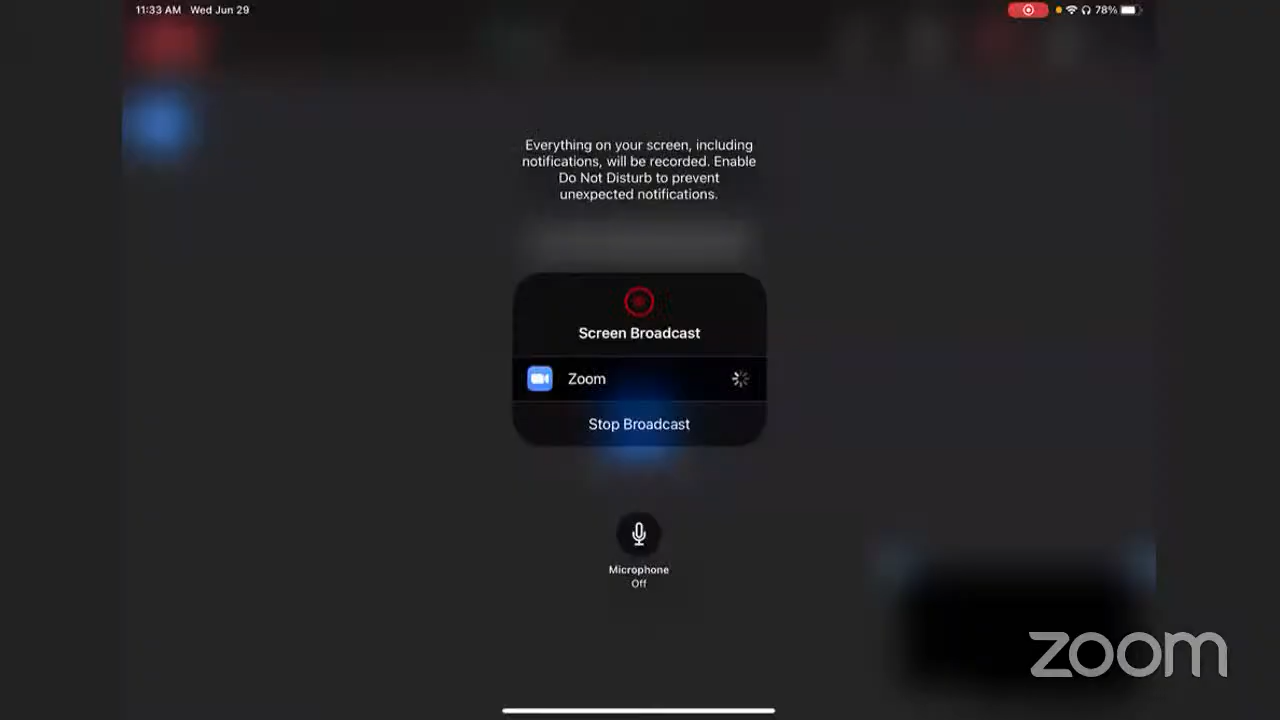 11:33 AM Wed Jun 29
78%
Everything on your screen, including
notifications, will be recorded. Enable
Do Not Disturb to prevent
unexpected notifications.
Screen Broadcast
Zoom
Stop Broadcast
Microphone
Off
zoom